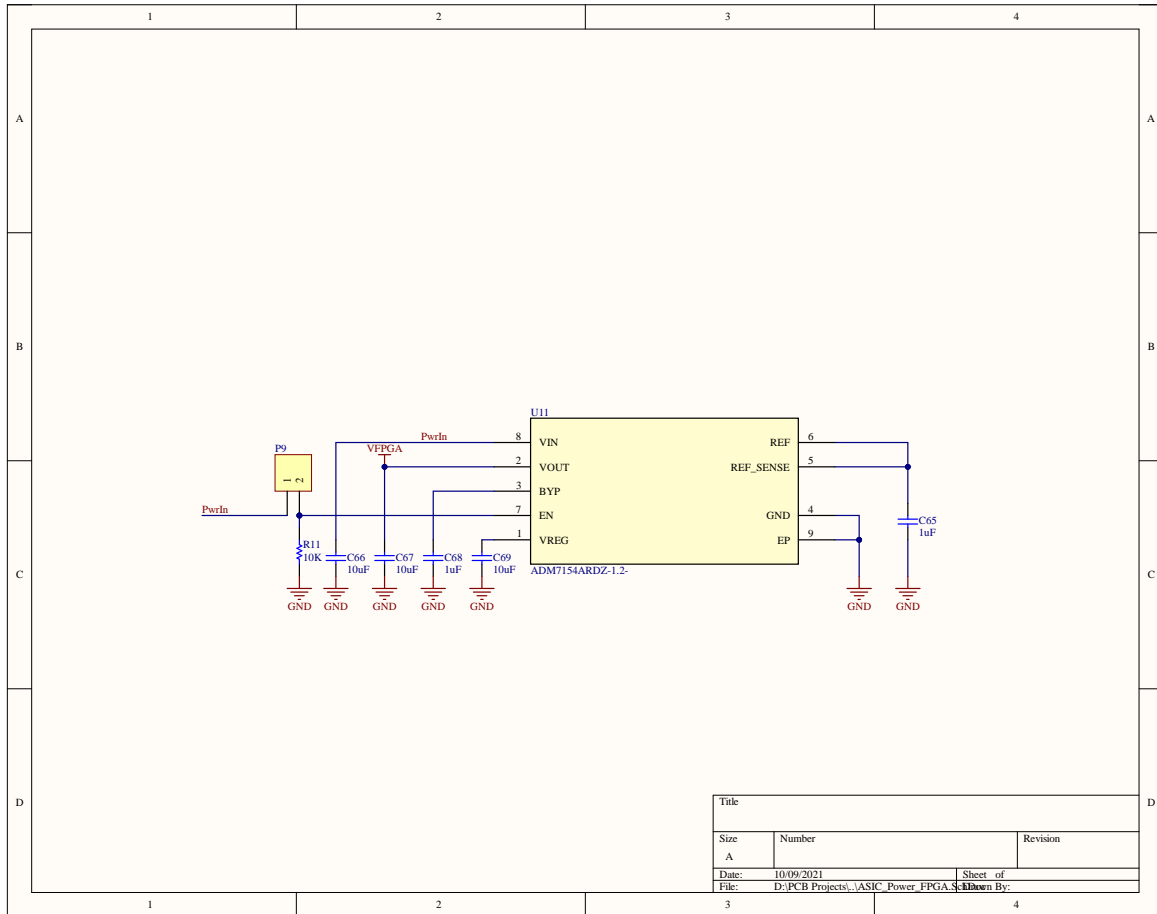 1 2 3 4
A A
B B
C C
D D
U11
PwrIn 8 VIN REF 6
P9 VFPGA 2 VOUT REF_SENSE 5
1 2 3 BYP
PwrIn 7 EN GND 4
C65
1uF
R11
10K
1 VREG EP 9
C66
10uF
C67
10uF
C68
1uF
C69
10uF
ADM7154ARDZ-1.2-
GND GND GND GND GND GND GND
Title
Size Number Revision
A
Date: 10/09/2021 Sheet of
File: D:\PCB Projects\..\ASIC_Power_FPGA.SchDoc Drawn By:
1 2 3 4